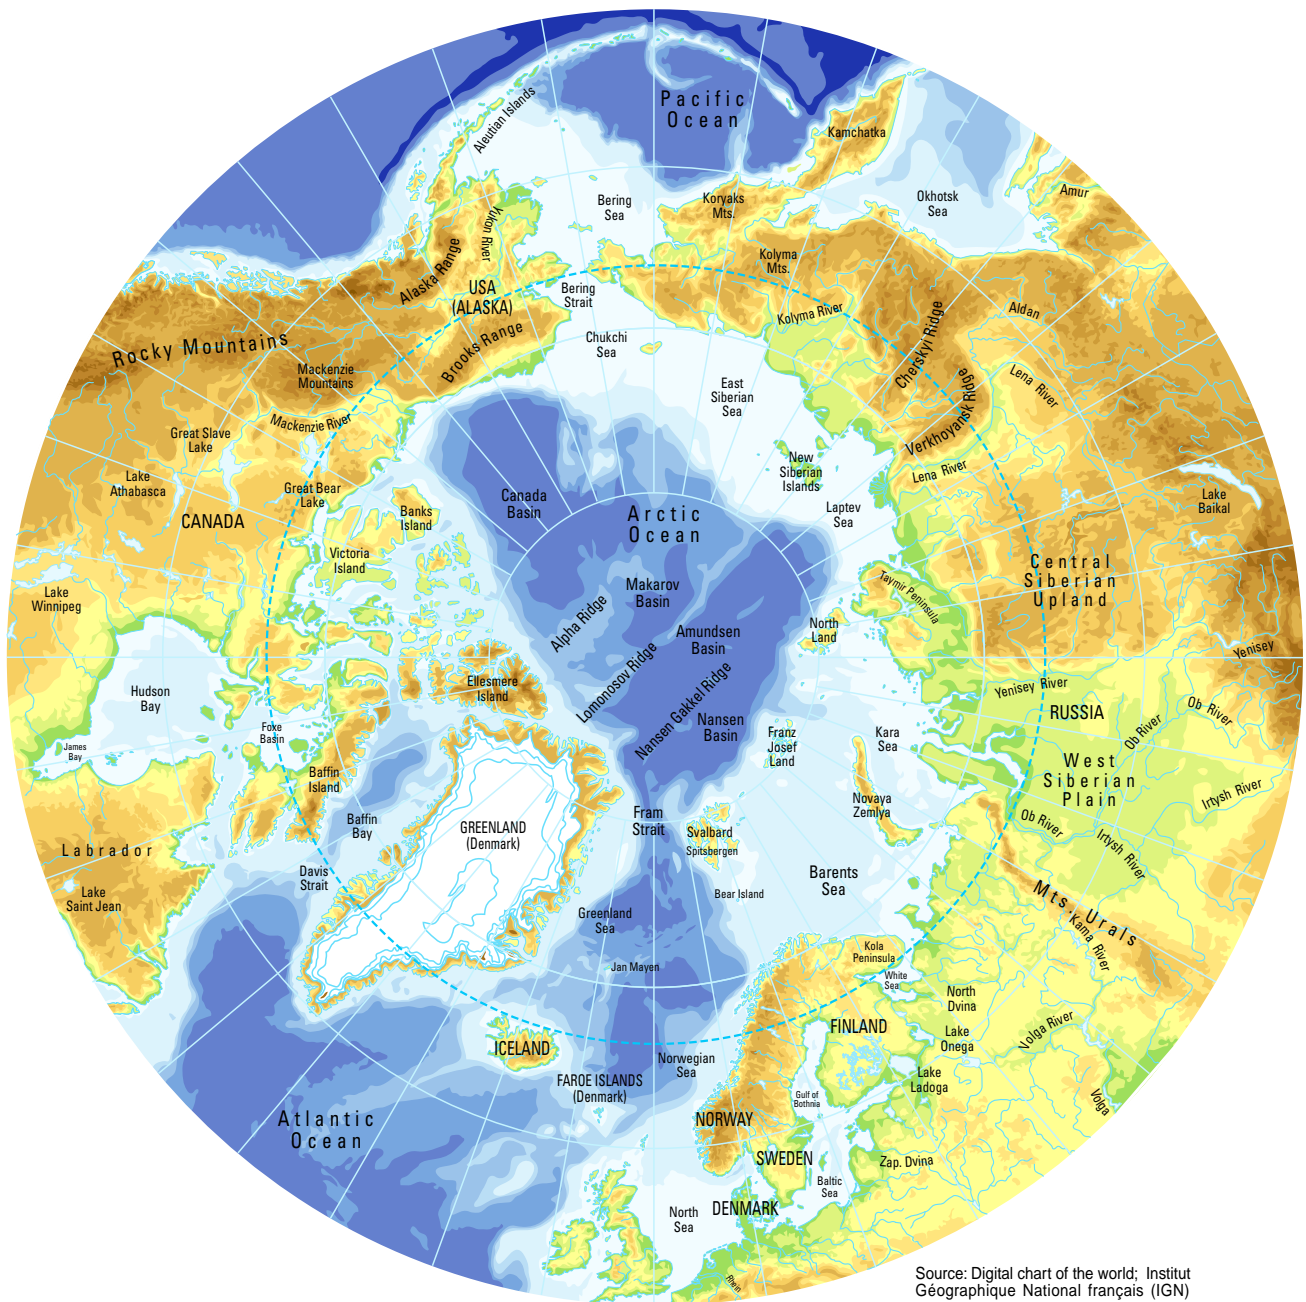 Pacific
Ocean
Aleutian Islands
Kamchatka
Amur
Okhotsk
Sea
Koryaks
Mts.
Bering
Sea
Yukon River
Alaska Range
Kolyma
Mts.
USA
(ALASKA)
Bering
Strait
Kolyma River
Cherskyi Ridge
Aldan
Rocky Mountains
Brooks Range
Chukchi
Sea
Mackenzie
Mountains
East
Siberian
Sea
Verkhoyansk Ridge
Lena River
Mackenzie River
Great Slave
Lake
Lake
Athabasca
Great Bear
Lake
New
Siberian
Islands
Lena River
Lake
Baikal
CANADA
Banks
Island
Canada
Basin
Arctic
Ocean
Laptev
Sea
Victoria
Island
Central
Siberian
Upland
Lake
Winnipeg
Makarov
Basin
Taymir Peninsula
Alpha Ridge
Amundsen
Basin
North
Land
Yenisey
Lomonosov Ridge
Ellesmere
Island
Nansen Gakkel Ridge
Yenisey River
Hudson
Bay
RUSSIA
Ob River
Ob River
Foxe
Basin
Nansen
Basin
Franz
Josef
Land
Kara
Sea
James
Bay
Baffin
Island
West
Siberian
Plain
Irtysh River
Novaya
Zemlya
Baffin
Bay
Fram
Strait
GREENLAND
(Denmark)
Svalbard
Spitsbergen
Ob River
Irtysh River
Labrador
Davis
Strait
Barents
Sea
Lake
Saint Jean
Bear Island
Mts. Urals
Greenland
Sea
Kama River
Kola
Peninsula
Jan Mayen
White
Sea
North
Dvina
FINLAND
Lake
Onega
Volga River
ICELAND
Norwegian
Sea
Lake
Ladoga
FAROE ISLANDS
(Denmark)
Gulf of
Bothnia
Volga
Atlantic
Ocean
NORWAY
SWEDEN
Zap. Dvina
Baltic
Sea
North
Sea
DENMARK
Rhein
Source: Digital chart of the world; Institut
Géographique National français (IGN)